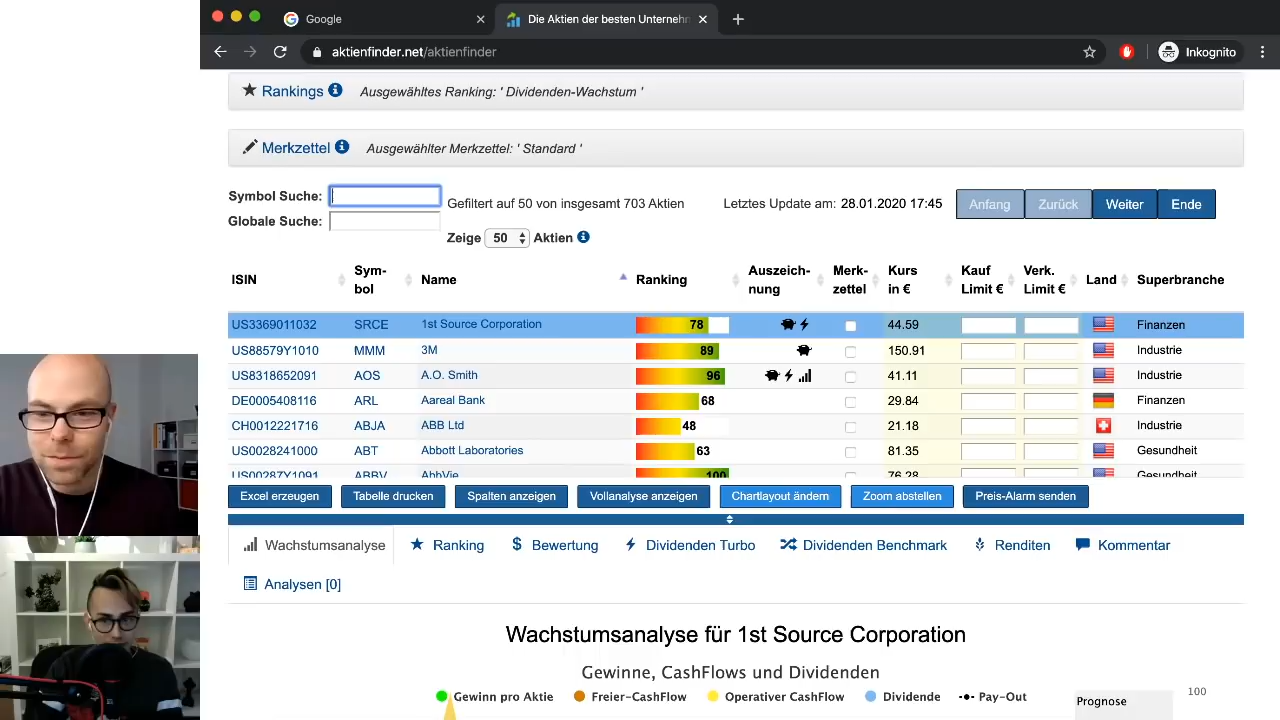 Google
Die Aktien der besten Unternehm
aktienfinder.net/aktienfinder
Inkognito
Rankings Ausgewähltes Ranking: ' Dividenden-Wachstum '
Merkzettel Ausgewählter Merkzettel: ' Standard '
Symbol Suche:
Globale Suche:
Gefiltert auf 50 von insgesamt 703 Aktien
Letztes Update am: 28.01.2020 17:45
Anfang Zurück Weiter Ende
Zeige 50 Aktien
ISIN Sym-bol Name Ranking Auszeich-nung Merk-zettel Kurs in € Kauf Limit € Verk. Limit € Land Superbranche
US3369011032 SRCE 1st Source Corporation 78 44.59 Finanzen
US88579Y1010 MMM 3M 89 150.91 Industrie
US8318652091 AOS A.O. Smith 96 41.11 Industrie
DE0005408116 ARL Aareal Bank 68 29.84 Finanzen
CH0012221716 ABJA ABB Ltd 48 21.18 Industrie
US0028241000 ABT Abbott Laboratories 63 81.35 Gesundheit
US00287Y1091 ABBV AbbVie 100 76.28 Gesundheit
Excel erzeugen Tabelle drucken Spalten anzeigen Vollanalyse anzeigen Chartlayout ändern Zoom abstellen Preis-Alarm senden
Wachstumsanalyse Ranking Bewertung Dividenden Turbo Dividenden Benchmark Renditen Kommentar
Analysen [0]
Wachstumsanalyse für 1st Source Corporation
Gewinne, CashFlows und Dividenden
Gewinn pro Aktie Freier-CashFlow Operativer CashFlow Dividende Pay-Out
Prognose
100